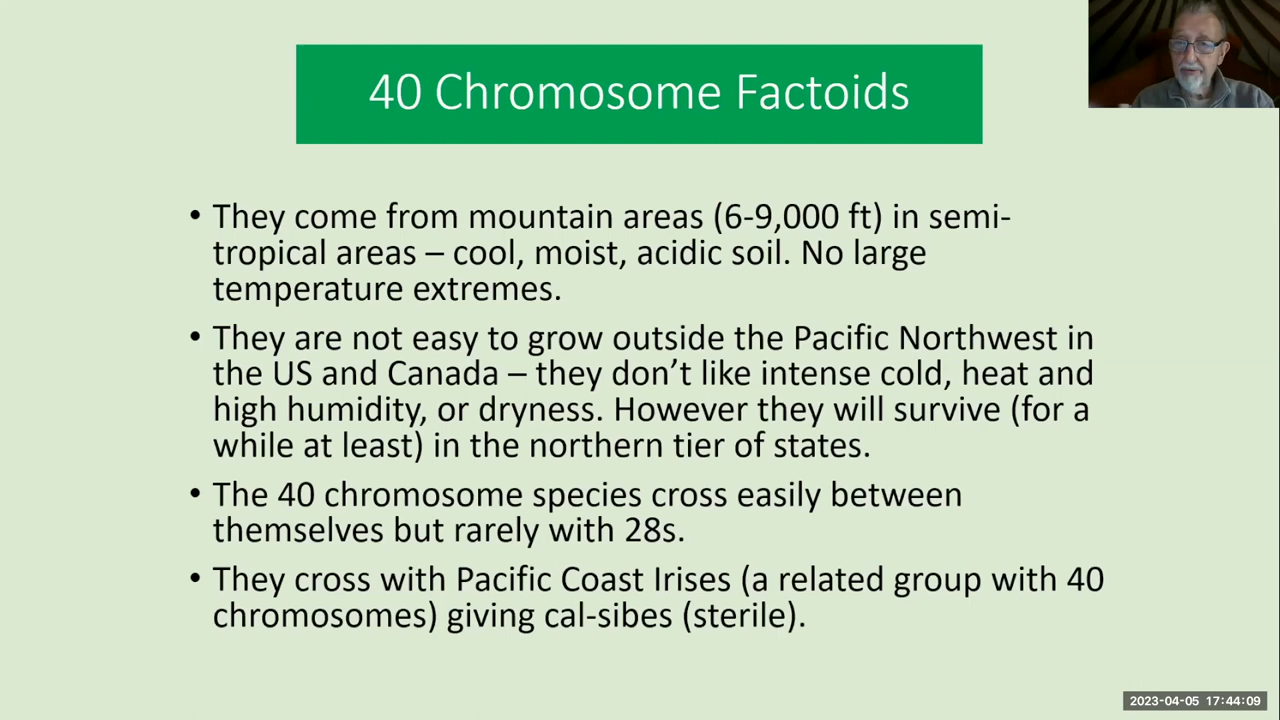 40 Chromosome Factoids
• They come from mountain areas (6-9,000 ft) in semi-
tropical areas – cool, moist, acidic soil. No large
temperature extremes.
• They are not easy to grow outside the Pacific Northwest in
the US and Canada – they don’t like intense cold, heat and
high humidity, or dryness. However they will survive (for a
while at least) in the northern tier of states.
• The 40 chromosome species cross easily between
themselves but rarely with 28s.
• They cross with Pacific Coast Irises (a related group with 40
chromosomes) giving cal-sibes (sterile).
2023-04-05 17:44:09